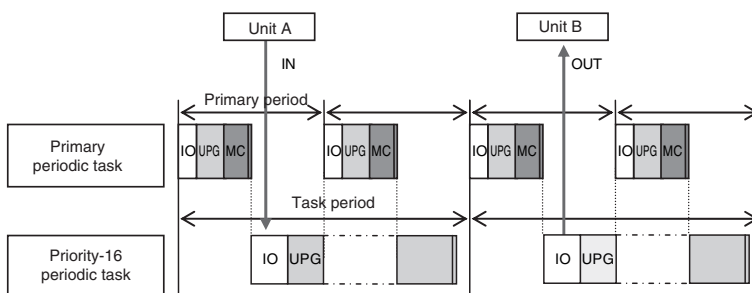 Unit A
Unit B
IN
OUT
Primary period
Primary
periodic task
IO UPG MC
IO UPG MC
IO UPG MC
IO UPG MC
Task period
Priority-16
periodic task
IO UPG
IO UPG